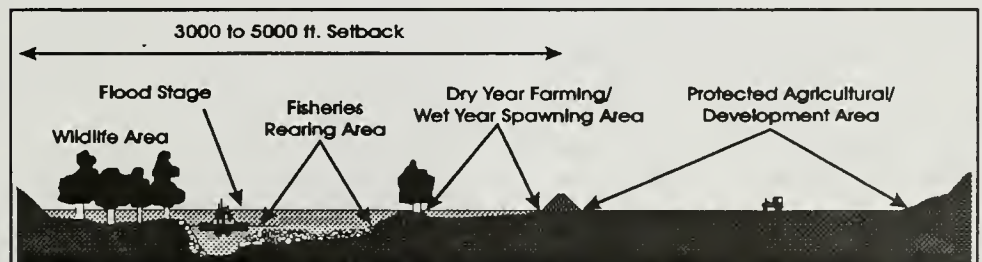 3000 to 5000 ft. Setback
Flood Stage
Wildlife Area
Fisheries
Rearing Area
Dry Year Farming/
Wet Year Spawning Area
Protected Agricultural/
Development Area